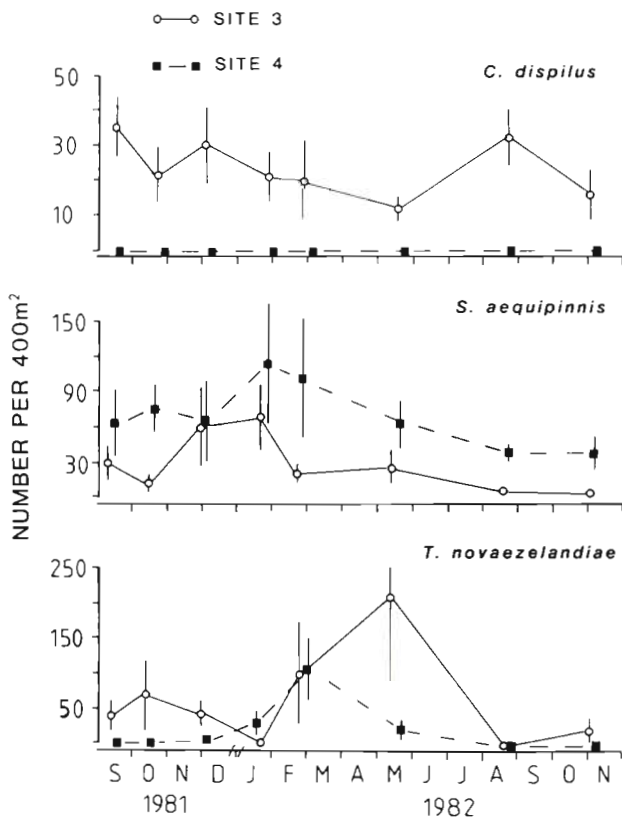 SITE 3
SITE 4
C. dispilus
50
30
10
S. aequipinnis
150
90
30
NUMBER PER 400m²
T. novaezelandiae
250
150
50
S O N D J F M A M J J A S O N
1981 1982